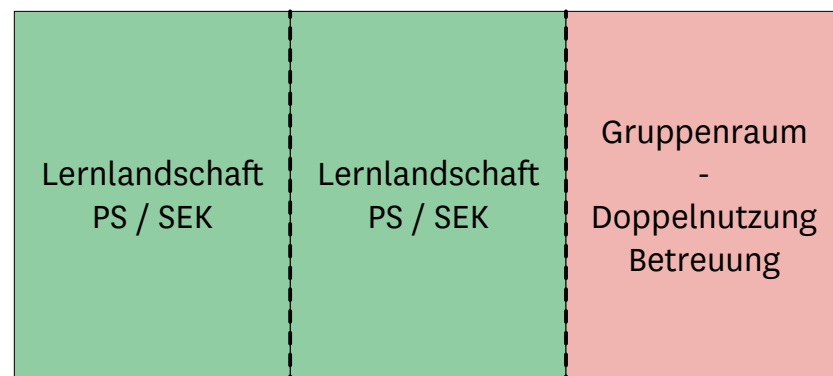 Lernlandschaft
PS / SEK
Lernlandschaft
PS / SEK
Gruppenraum
-
Doppelnutzung
Betreuung